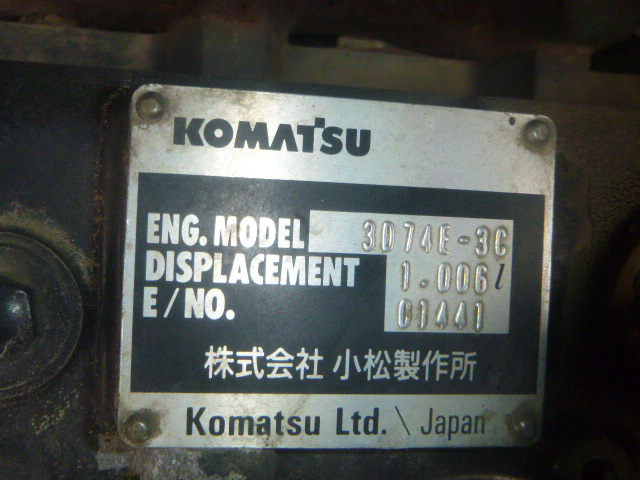 KOMATSU
ENG. MODEL 3D74E-3C
DISPLACEMENT 1.006 l
E/NO. C1441
株式会社 小松製作所
Komatsu Ltd. \ Japan